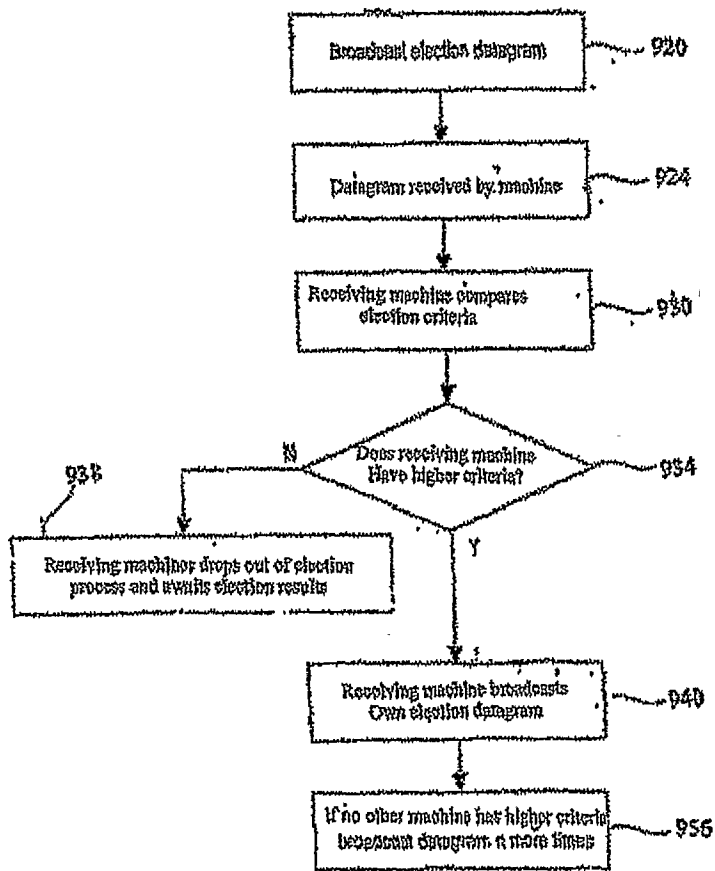 Broadcast election datagram
920
Datagram received by machine
924
Receiving machine compares
election criteria
930
Does receiving machine
Have higher criteria?
934
N
Y
938
Receiving machines drops out of election
process and awaits election results
Receiving machine broadcasts
Own election datagram
940
If no other machine has higher criteria
broadcast datagram n more times
956